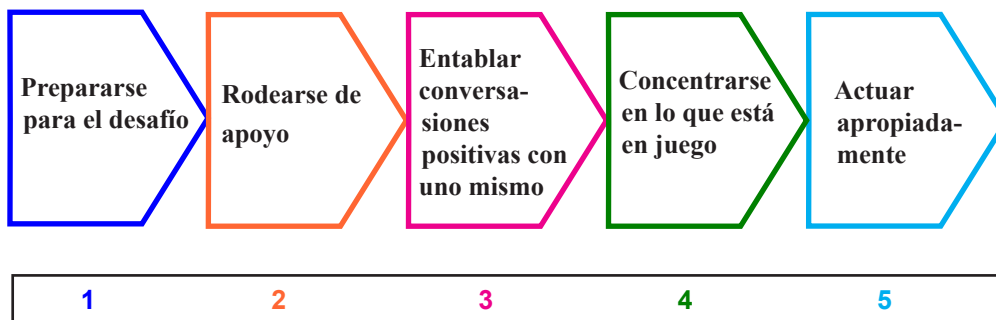 Prepararse
para el desafío
Rodearse de
apoyo
Entablar
conversa-
siones
positivas con
uno mismo
Concentrarse
en lo que está
en juego
Actuar
apropiada-
mente
1 2 3 4 5